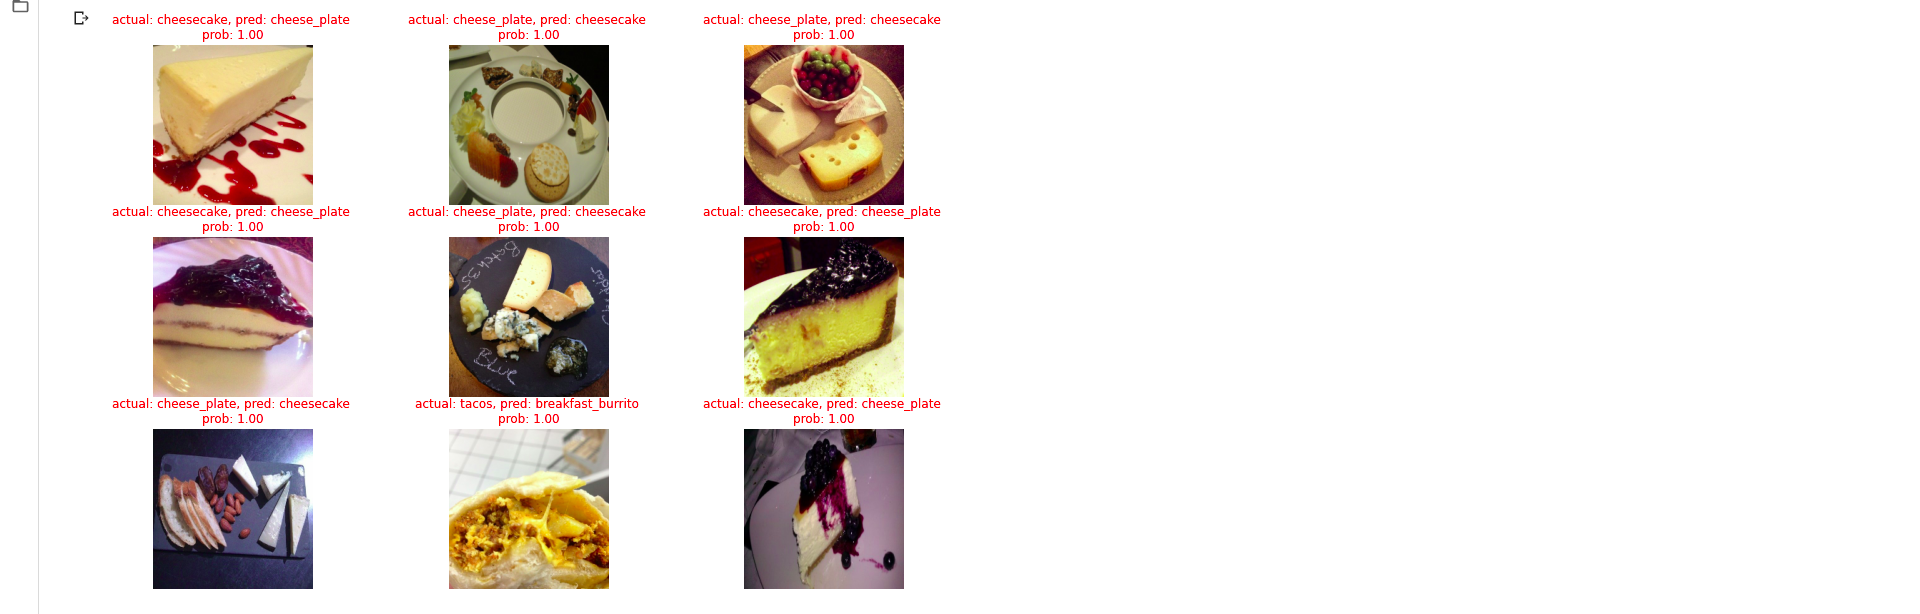 actual: cheesecake, pred: cheese_plate
prob: 1.00
actual: cheese_plate, pred: cheesecake
prob: 1.00
actual: cheese_plate, pred: cheesecake
prob: 1.00
actual: cheesecake, pred: cheese_plate
prob: 1.00
actual: cheese_plate, pred: cheesecake
prob: 1.00
Batch 35
Blue
actual: cheesecake, pred: cheese_plate
prob: 1.00
actual: cheese_plate, pred: cheesecake
prob: 1.00
actual: tacos, pred: breakfast_burrito
prob: 1.00
actual: cheesecake, pred: cheese_plate
prob: 1.00